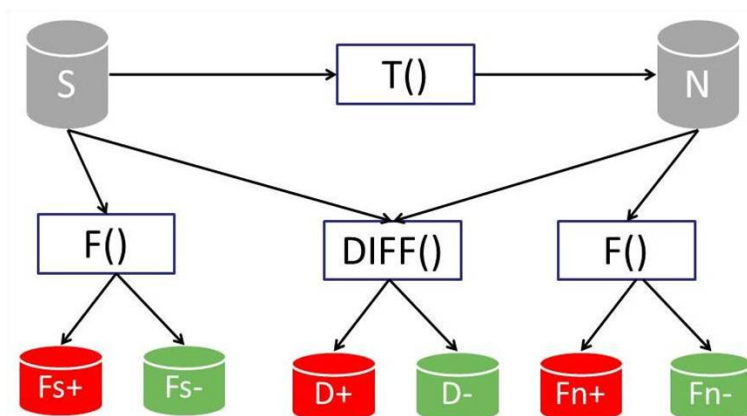 S
T()
N
F()
DIFF()
F()
Fs+
Fs-
D+
D-
Fn+
Fn-